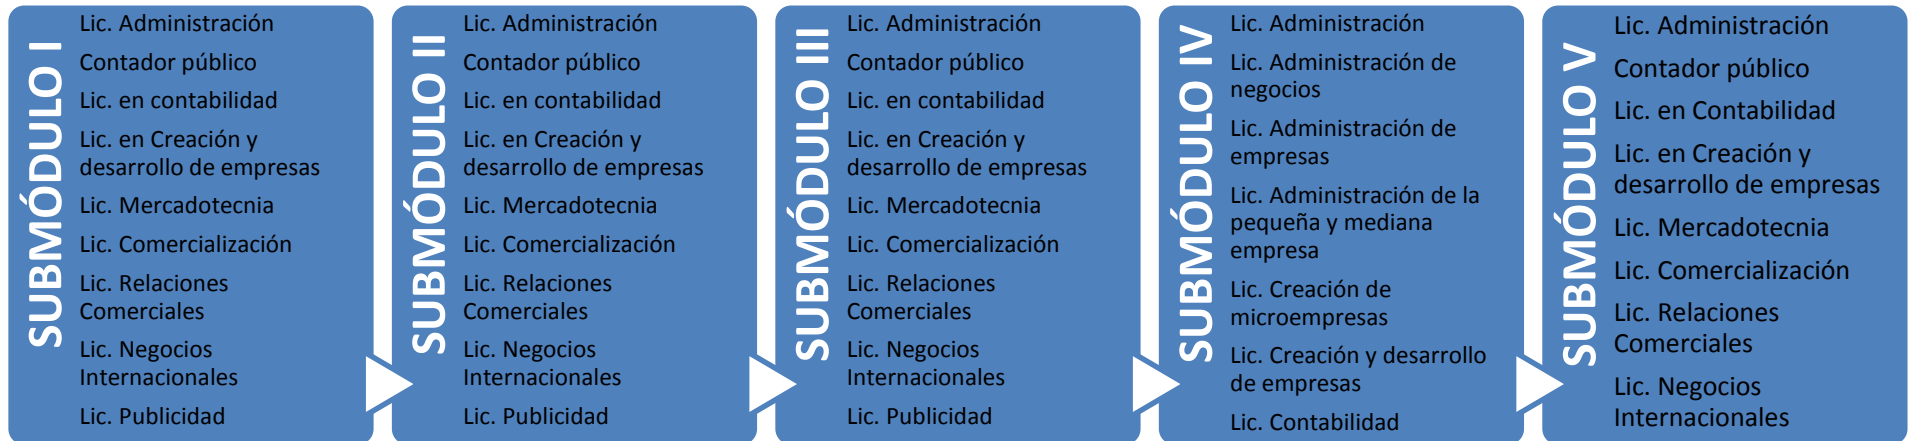 SUBMÓDULO I
Lic. Administración
Contador público
Lic. en contabilidad
Lic. en Creación y
desarrollo de empresas
Lic. Mercadotecnia
Lic. Comercialización
Lic. Relaciones
Comerciales
Lic. Negocios
Internacionales
Lic. Publicidad
SUBMÓDULO II
Lic. Administración
Contador público
Lic. en contabilidad
Lic. en Creación y
desarrollo de empresas
Lic. Mercadotecnia
Lic. Comercialización
Lic. Relaciones
Comerciales
Lic. Negocios
Internacionales
Lic. Publicidad
SUBMÓDULO III
Lic. Administración
Contador público
Lic. en contabilidad
Lic. en Creación y
desarrollo de empresas
Lic. Mercadotecnia
Lic. Comercialización
Lic. Relaciones
Comerciales
Lic. Negocios
Internacionales
Lic. Publicidad
SUBMÓDULO IV
Lic. Administración
Lic. Administración de
negocios
Lic. Administración de
empresas
Lic. Administración de la
pequeña y mediana
empresa
Lic. Creación de
microempresas
Lic. Creación y desarrollo
de empresas
Lic. Contabilidad
SUBMÓDULO V
Lic. Administración
Contador público
Lic. en Contabilidad
Lic. en Creación y
desarrollo de empresas
Lic. Mercadotecnia
Lic. Comercialización
Lic. Relaciones
Comerciales
Lic. Negocios
Internacionales